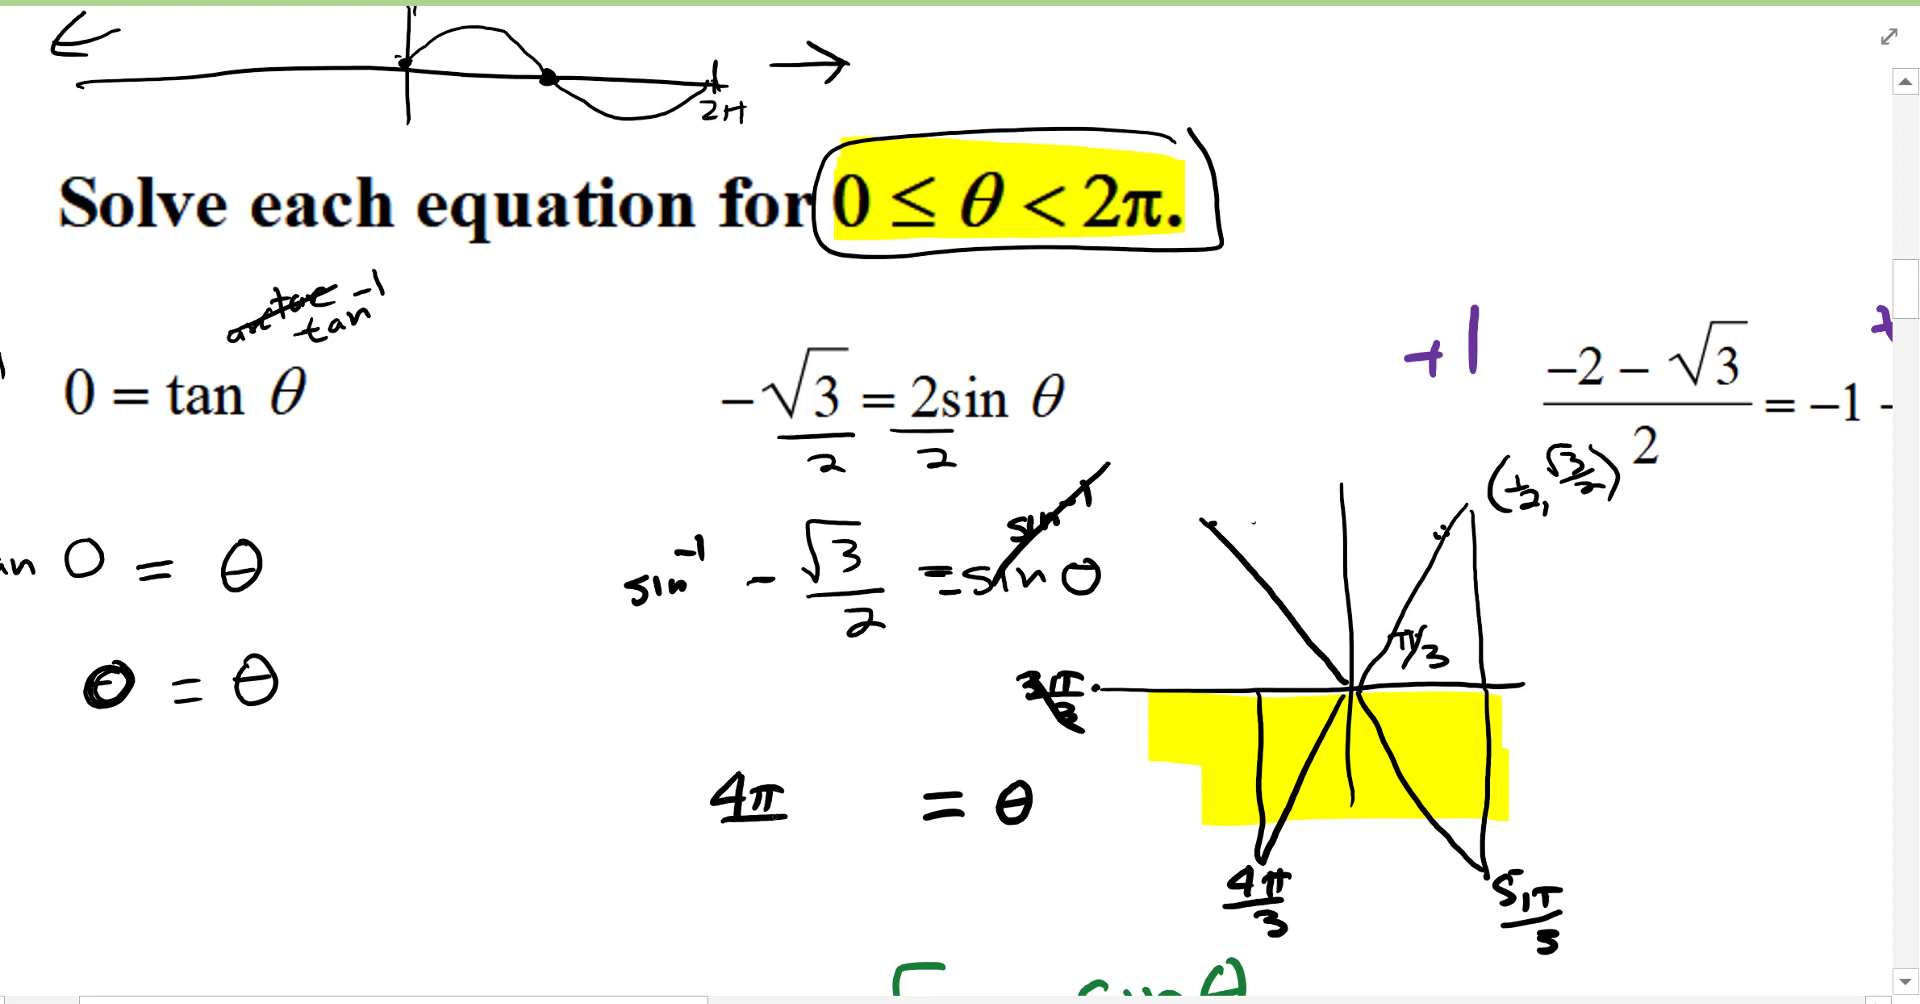 2π
Solve each equation for 0 ≤ θ < 2π.
tan⁻¹
0 = tan θ
-√3 = 2sin θ
2 2
+1
(-2 - √3)/2 = -1 -
(1/2, √3/2)
an 0 = θ
sin⁻¹ -√3/2 = sin θ
sin⁻¹
π/3
0 = θ
3π/3
4π = θ
4π/3
5π/3
sin θ